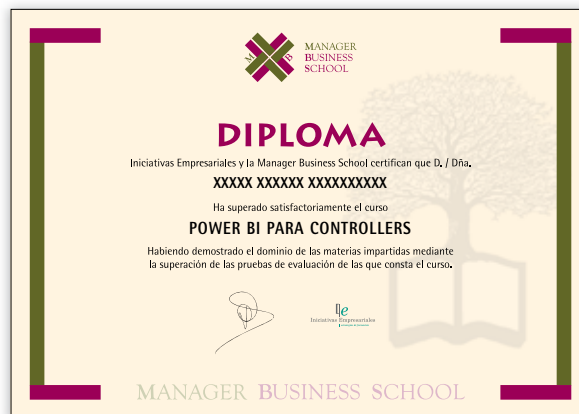 M B
MANAGER
BUSINESS
SCHOOL
DIPLOMA
Iniciativas Empresariales y la Manager Business School certifican que D. / Dña.
XXXXX XXXXXX XXXXXXXXXX
Ha superado satisfactoriamente el curso
POWER BI PARA CONTROLLERS
Habiendo demostrado el dominio de las materias impartidas mediante
la superación de las pruebas de evaluación de las que consta el curso.
Iniciativas Empresariales
MANAGER BUSINESS SCHOOL